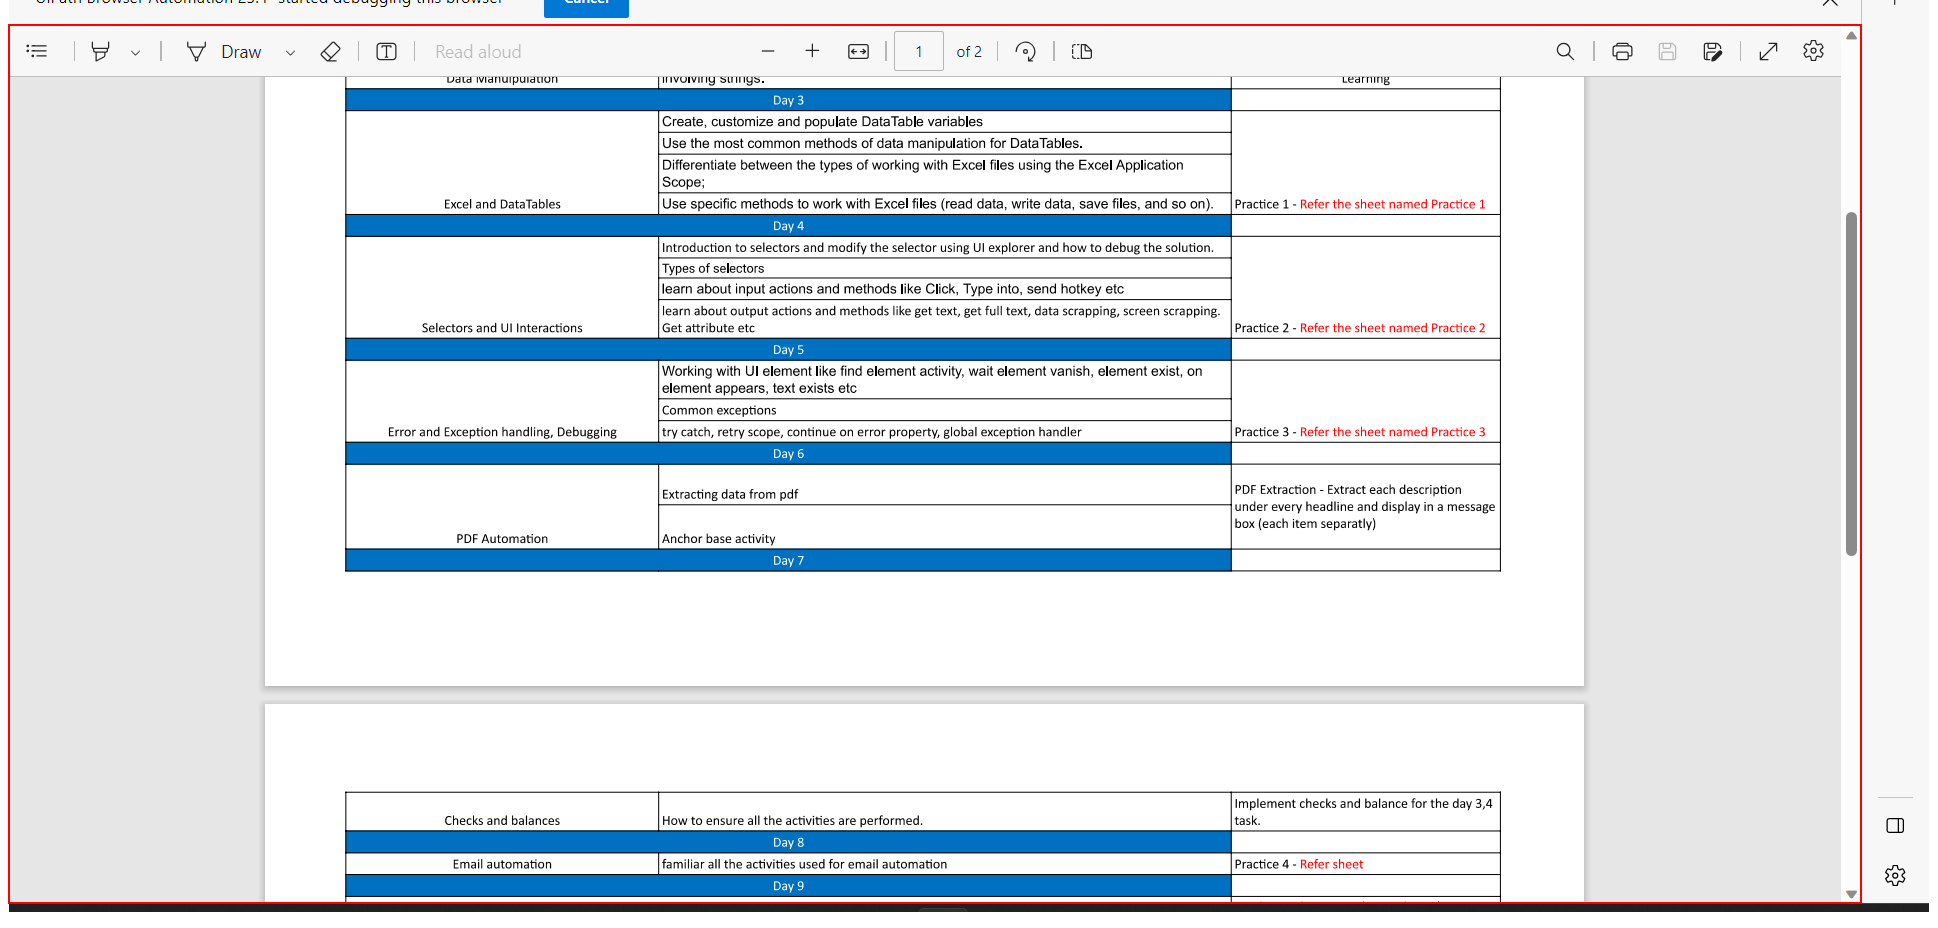 UiPath Browser Automation 23.4" started debugging this browser
Cancel
Draw
Read aloud
1 of 2
Data Manuipulation
involving strings.
Learning
Day 3
Create, customize and populate DataTable variables
Use the most common methods of data manipulation for DataTables.
Differentiate between the types of working with Excel files using the Excel Application
Scope;
Excel and DataTables
Use specific methods to work with Excel files (read data, write data, save files, and so on).
Practice 1 - Refer the sheet named Practice 1
Day 4
Introduction to selectors and modify the selector using UI explorer and how to debug the solution.
Types of selectors
learn about input actions and methods like Click, Type into, send hotkey etc
learn about output actions and methods like get text, get full text, data scrapping, screen scrapping.
Get attribute etc
Selectors and UI Interactions
Practice 2 - Refer the sheet named Practice 2
Day 5
Working with UI element like find element activity, wait element vanish, element exist, on
element appears, text exists etc
Common exceptions
Error and Exception handling, Debugging
try catch, retry scope, continue on error property, global exception handler
Practice 3 - Refer the sheet named Practice 3
Day 6
Extracting data from pdf
PDF Extraction - Extract each description
under every headline and display in a message
box (each item separatly)
PDF Automation
Anchor base activity
Day 7
Checks and balances
How to ensure all the activities are performed.
Implement checks and balance for the day 3,4
task.
Day 8
Email automation
familiar all the activities used for email automation
Practice 4 - Refer sheet
Day 9